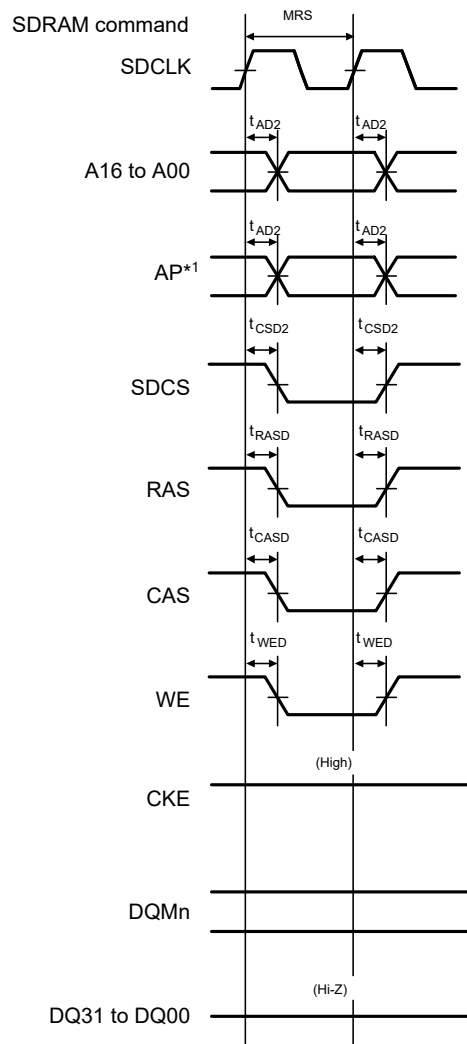 SDRAM command MRS
SDCLK
tAD2 tAD2
A16 to A00
tAD2 tAD2
AP*1
tCSD2 tCSD2
SDCS
tRASD tRASD
RAS
tCASD tCASD
CAS
tWED tWED
WE
(High)
CKE
DQMn
(Hi-Z)
DQ31 to DQ00